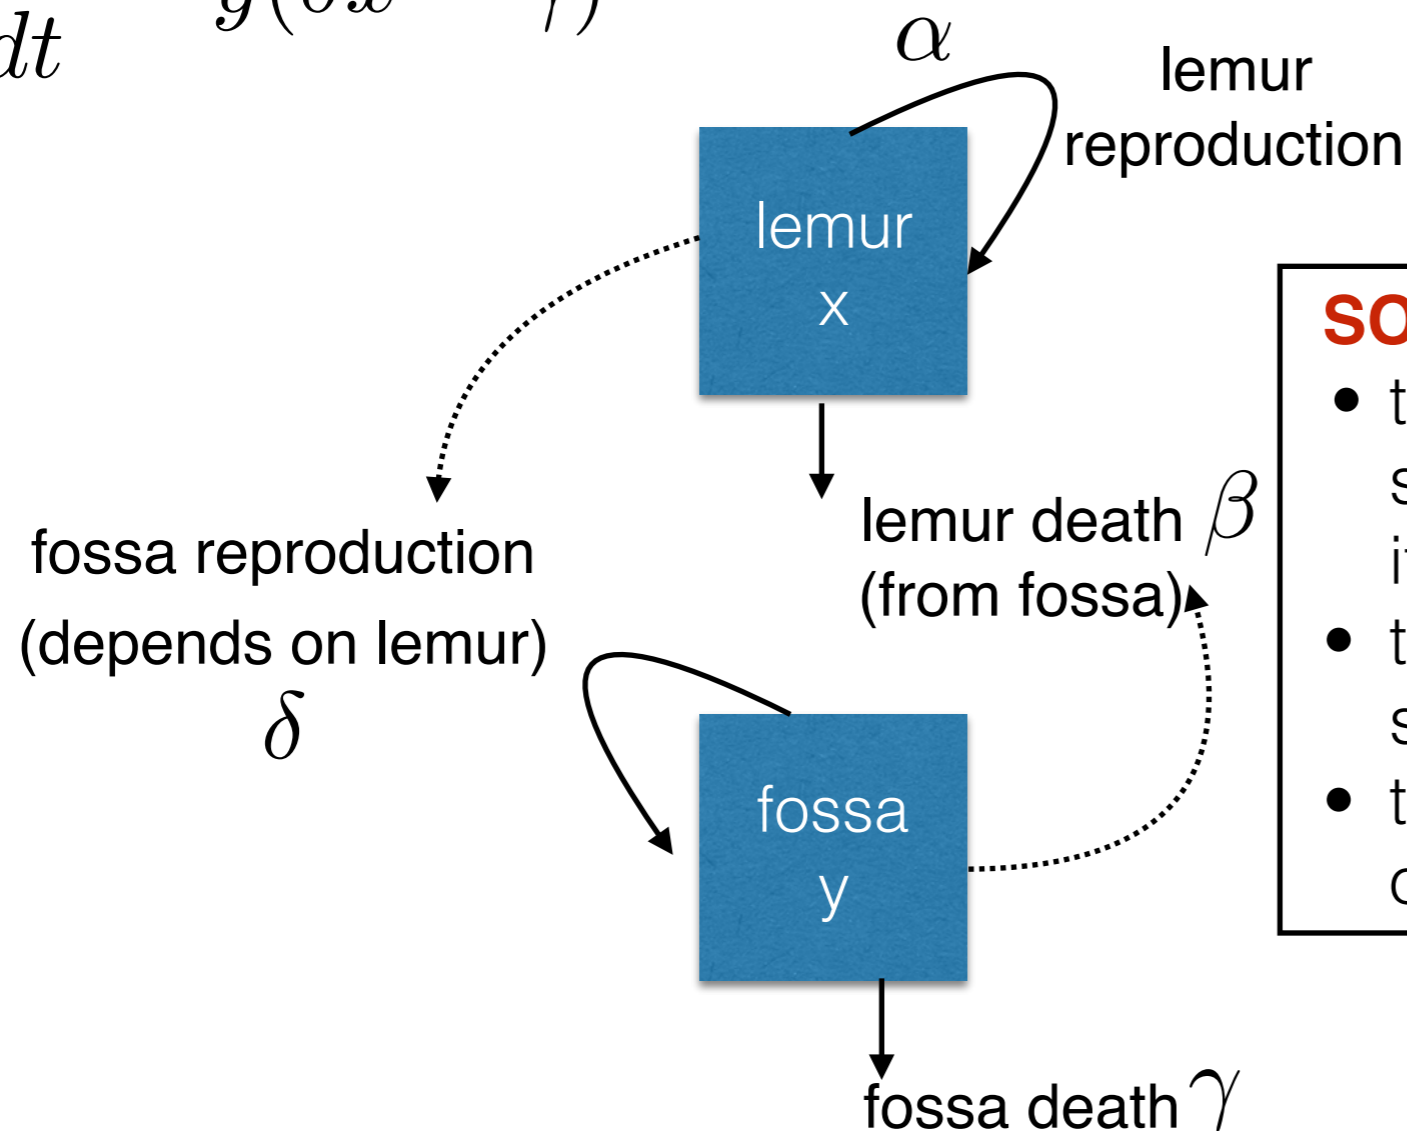 dt
α
lemur
reproduction
lemur
x
lemur death β
(from fossa)
fossa reproduction
(depends on lemur)
δ
fossa
y
fossa death γ